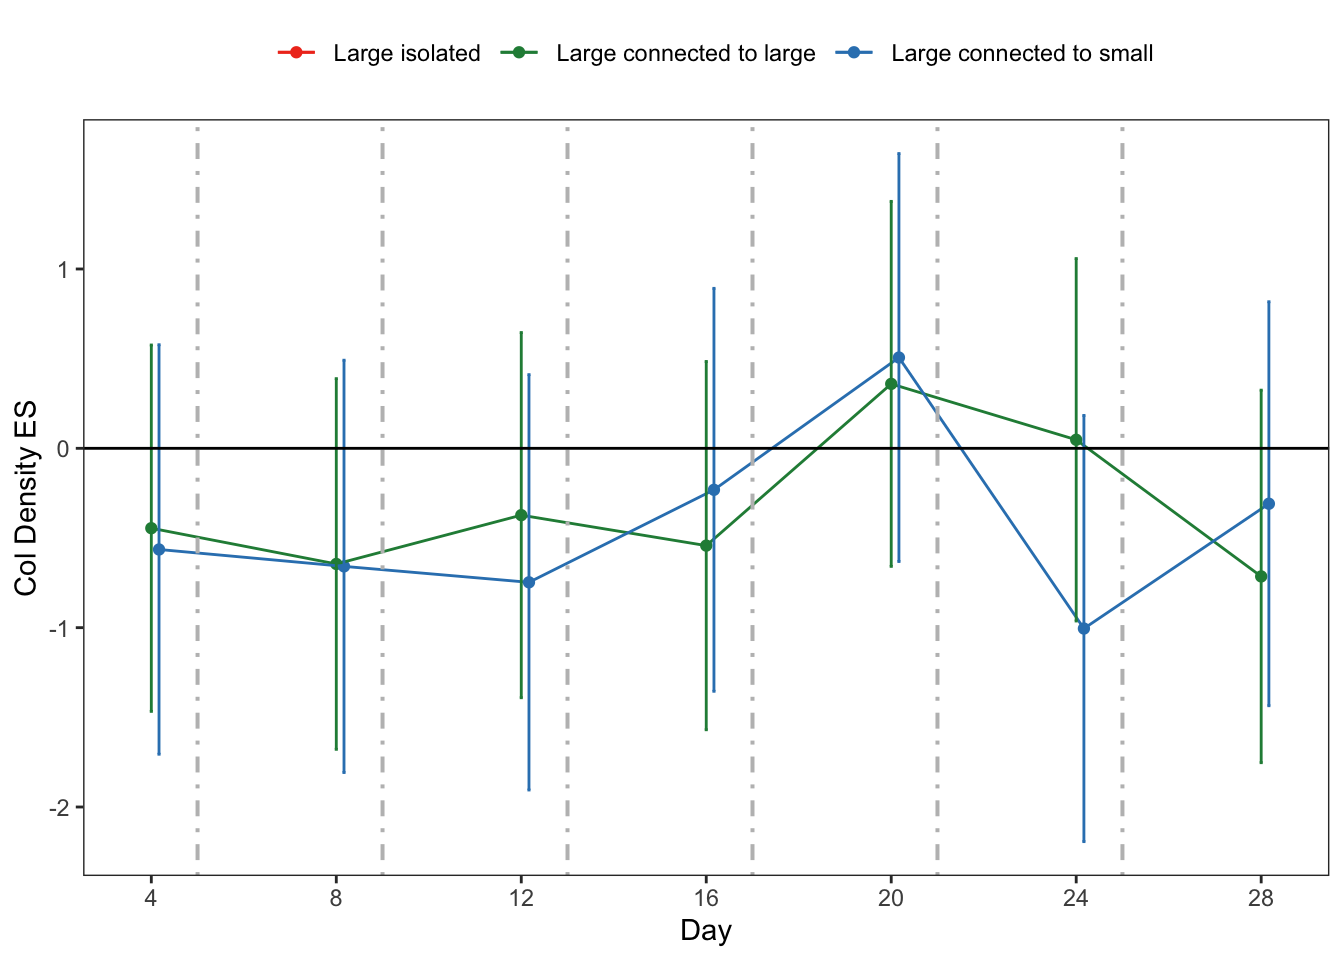 Large isolated Large connected to large Large connected to small
Col Density ES
1
0
-1
-2
4 8 12 16 20 24 28
Day